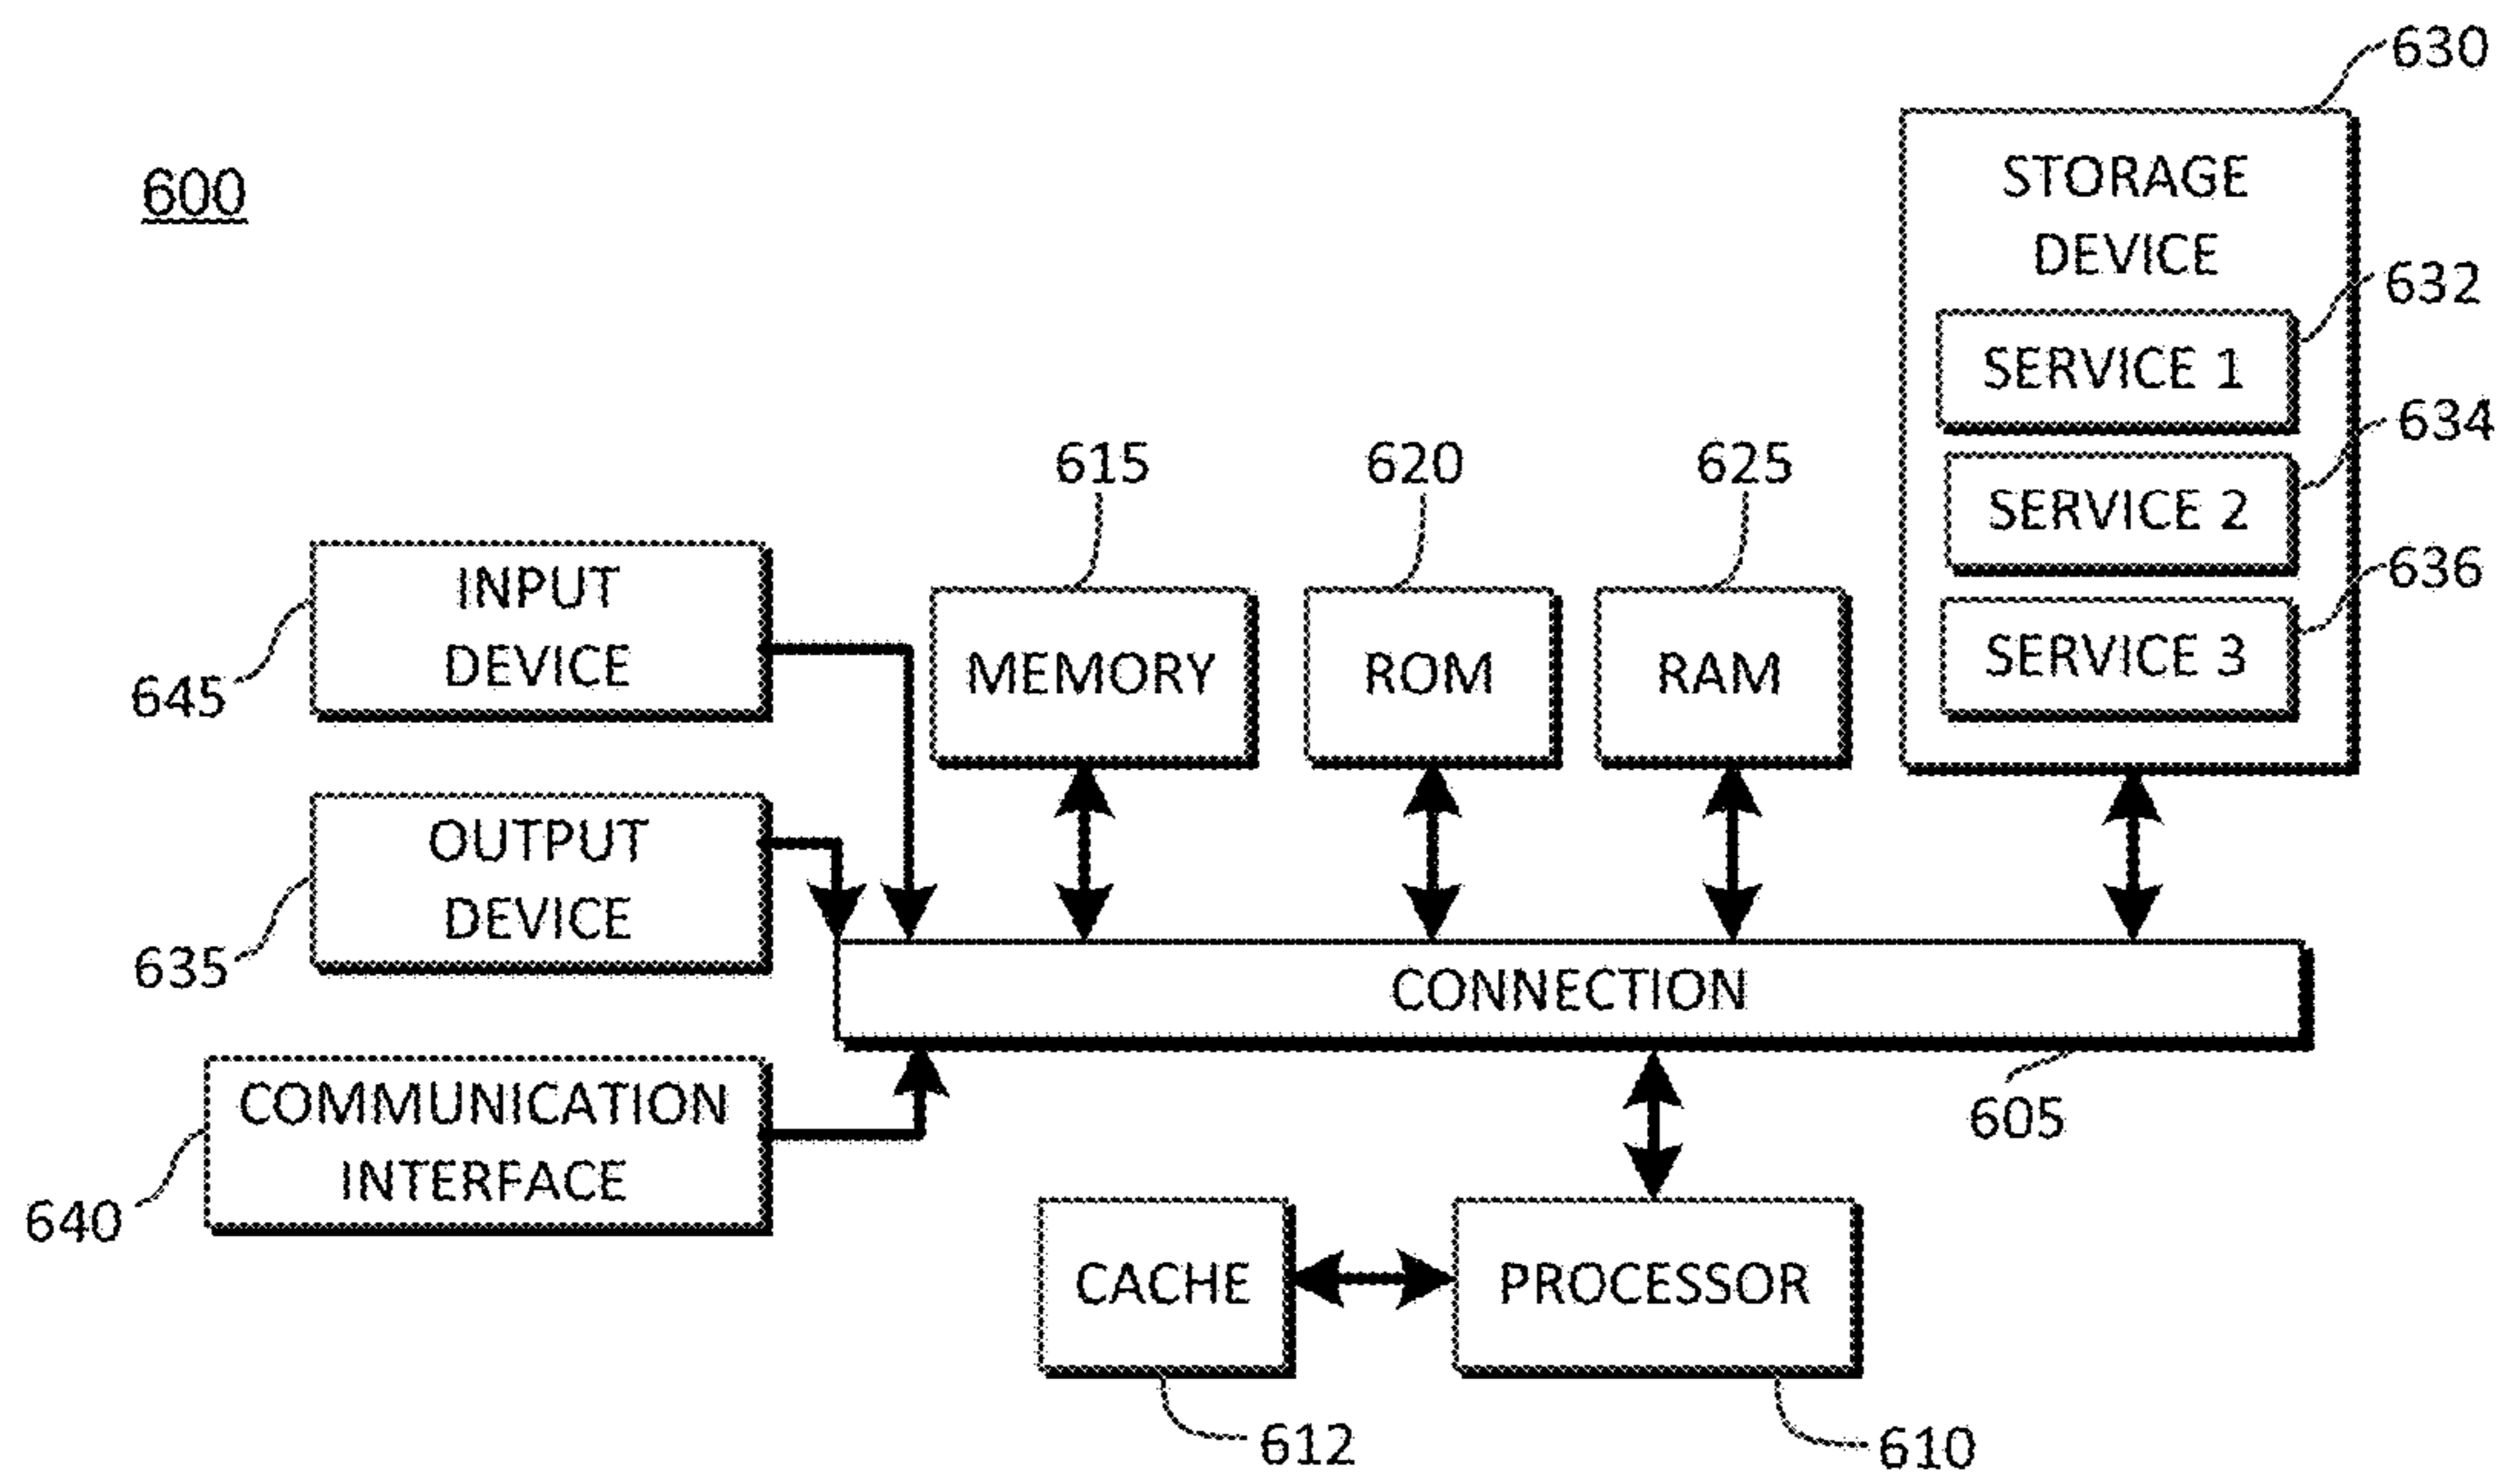 630
600
STORAGE
DEVICE
632
SERVICE 1
634
SERVICE 2
636
SERVICE 3
615
620
625
INPUT
DEVICE
645
MEMORY
ROM
RAM
OUTPUT
DEVICE
635
CONNECTION
605
COMMUNICATION
INTERFACE
640
CACHE
PROCESSOR
612
610